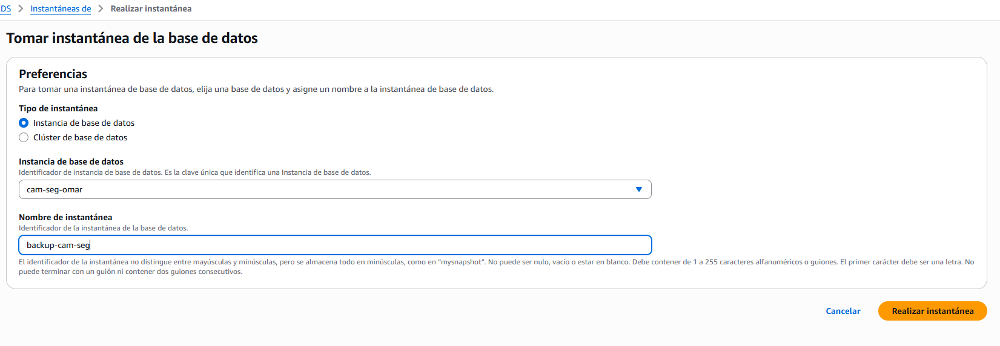 DS > Instantáneas de > Realizar instantánea
Tomar instantánea de la base de datos
Preferencias
Para tomar una instantánea de base de datos, elija una base de datos y asigne un nombre a la instantánea de base de datos.
Tipo de instantánea
Instancia de base de datos
Clúster de base de datos
Instancia de base de datos
Identificador de instancia de base de datos. Es la clave única que identifica una Instancia de base de datos.
cam-seg-omar
Nombre de instantánea
Identificador de la instantánea de la base de datos.
backup-cam-seg
El identificador de la instantánea no distingue entre mayúsculas y minúsculas, pero se almacena todo en minúsculas, como en “mysnapshot”. No puede ser nulo, vacío o estar en blanco. Debe contener de 1 a 255 caracteres alfanuméricos o guiones. El primer carácter debe ser una letra. No
puede terminar con un guión ni contener dos guiones consecutivos.
Cancelar Realizar instantánea